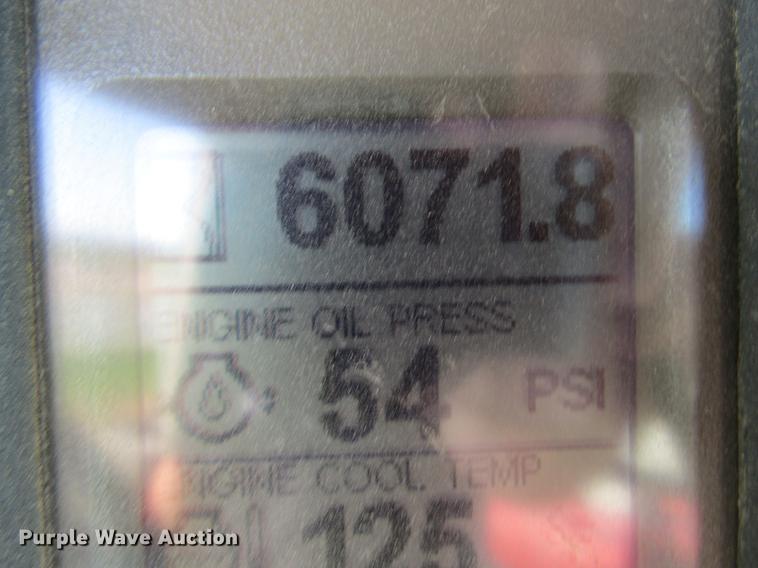 6071.8
ENGINE OIL PRESS
54 PSI
ENGINE COOL TEMP
125
Purple Wave Auction